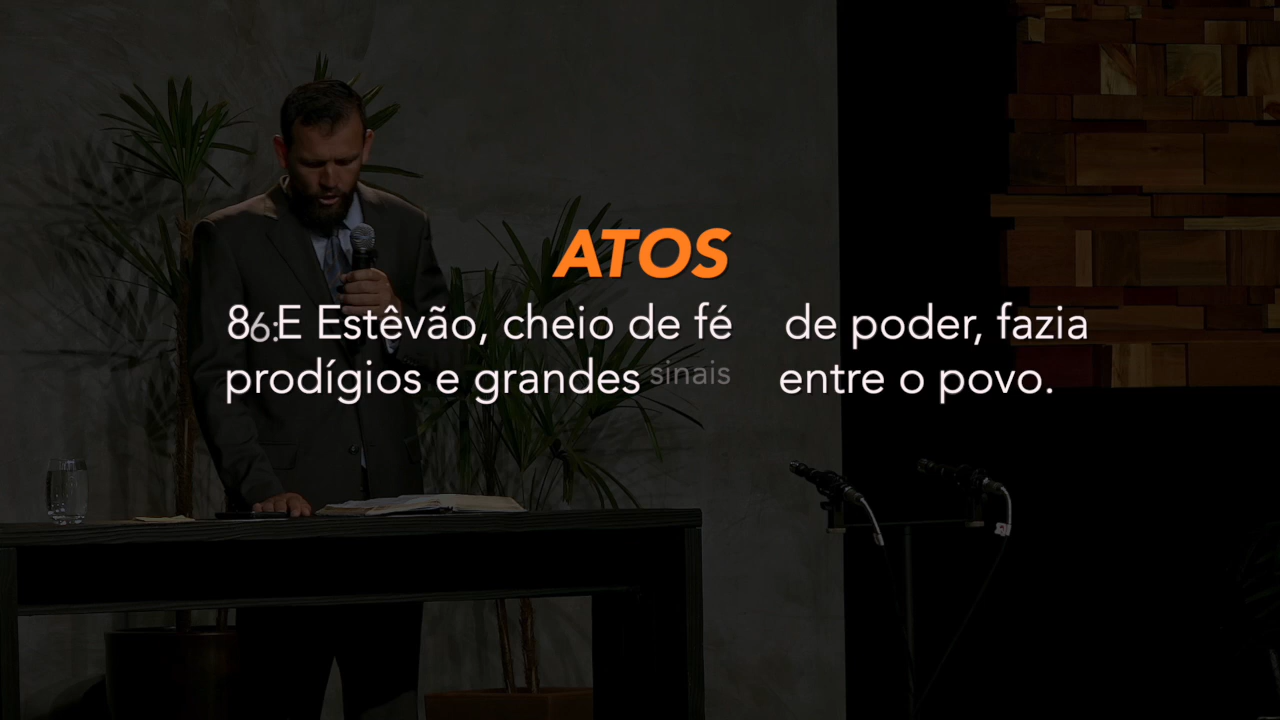 ATOS
86:E Estêvão, cheio de fé de poder, fazia
prodígios e grandes sinais entre o povo.